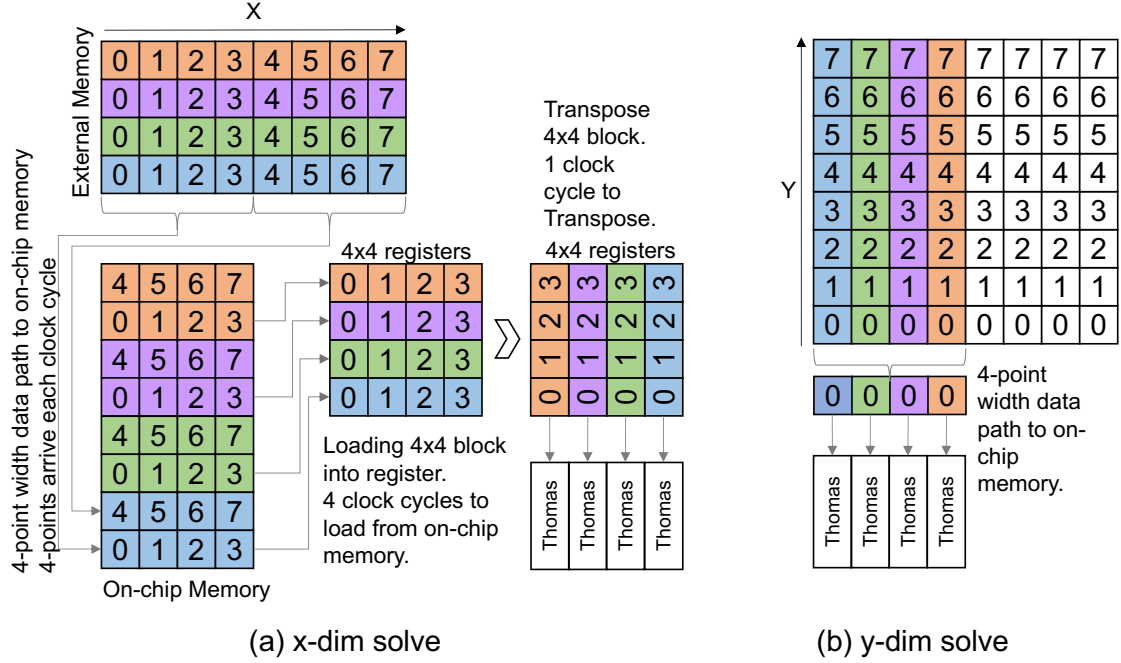 X
External Memory
0 1 2 3 4 5 6 7
0 1 2 3 4 5 6 7
0 1 2 3 4 5 6 7
0 1 2 3 4 5 6 7
4-point width data path to on-chip memory
4-points arrive each clock cycle
4 5 6 7
0 1 2 3
4 5 6 7
0 1 2 3
4 5 6 7
0 1 2 3
4 5 6 7
0 1 2 3
On-chip Memory
4x4 registers
0 1 2 3
0 1 2 3
0 1 2 3
0 1 2 3
Loading 4x4 block
into register.
4 clock cycles to
load from on-chip
memory.
Transpose
4x4 block.
1 clock
cycle to
Transpose.
4x4 registers
3 3 3 3
2 2 2 2
1 1 1 1
0 0 0 0
Thomas Thomas Thomas Thomas
(a) x-dim solve
Y
7 7 7 7 7 7 7 7
6 6 6 6 6 6 6 6
5 5 5 5 5 5 5 5
4 4 4 4 4 4 4 4
3 3 3 3 3 3 3 3
2 2 2 2 2 2 2 2
1 1 1 1 1 1 1 1
0 0 0 0 0 0 0 0
0 0 0 0
4-point
width data
path to on-
chip
memory.
Thomas Thomas Thomas Thomas
(b) y-dim solve